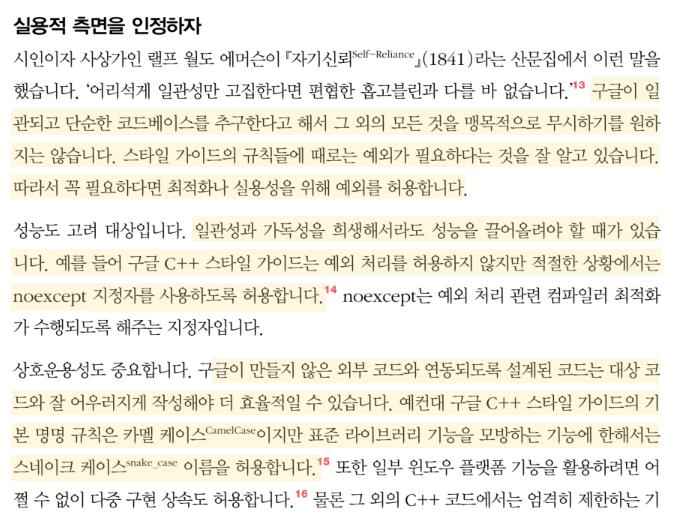 실용적 측면을 인정하자
시인이자 사상가인 랠프 월도 에머슨이 『자기신뢰Self-Reliance』(1841)라는 산문집에서 이런 말을
했습니다. ‘어리석게 일관성만 고집한다면 편협한 홉고블린과 다를 바 없습니다.’13 구글이 일
관되고 단순한 코드베이스를 추구한다고 해서 그 외의 모든 것을 맹목적으로 무시하기를 원하
지는 않습니다. 스타일 가이드의 규칙들에 때로는 예외가 필요하다는 것을 잘 알고 있습니다.
따라서 꼭 필요하다면 최적화나 실용성을 위해 예외를 허용합니다.
성능도 고려 대상입니다. 일관성과 가독성을 희생해서라도 성능을 끌어올려야 할 때가 있습
니다. 예를 들어 구글 C++ 스타일 가이드는 예외 처리를 허용하지 않지만 적절한 상황에서는
noexcept 지정자를 사용하도록 허용합니다.14 noexcept는 예외 처리 관련 컴파일러 최적화
가 수행되도록 해주는 지정자입니다.
상호운용성도 중요합니다. 구글이 만들지 않은 외부 코드와 연동되도록 설계된 코드는 대상 코
드와 잘 어우러지게 작성해야 더 효율적일 수 있습니다. 예컨대 구글 C++ 스타일 가이드의 기
본 명명 규칙은 카멜 케이스CamelCase이지만 표준 라이브러리 기능을 모방하는 기능에 한해서는
스네이크 케이스snake_case 이름을 허용합니다.15 또한 일부 윈도우 플랫폼 기능을 활용하려면 어
쩔 수 없이 다중 구현 상속도 허용합니다.16 물론 그 외의 C++ 코드에서는 엄격히 제한하는 기